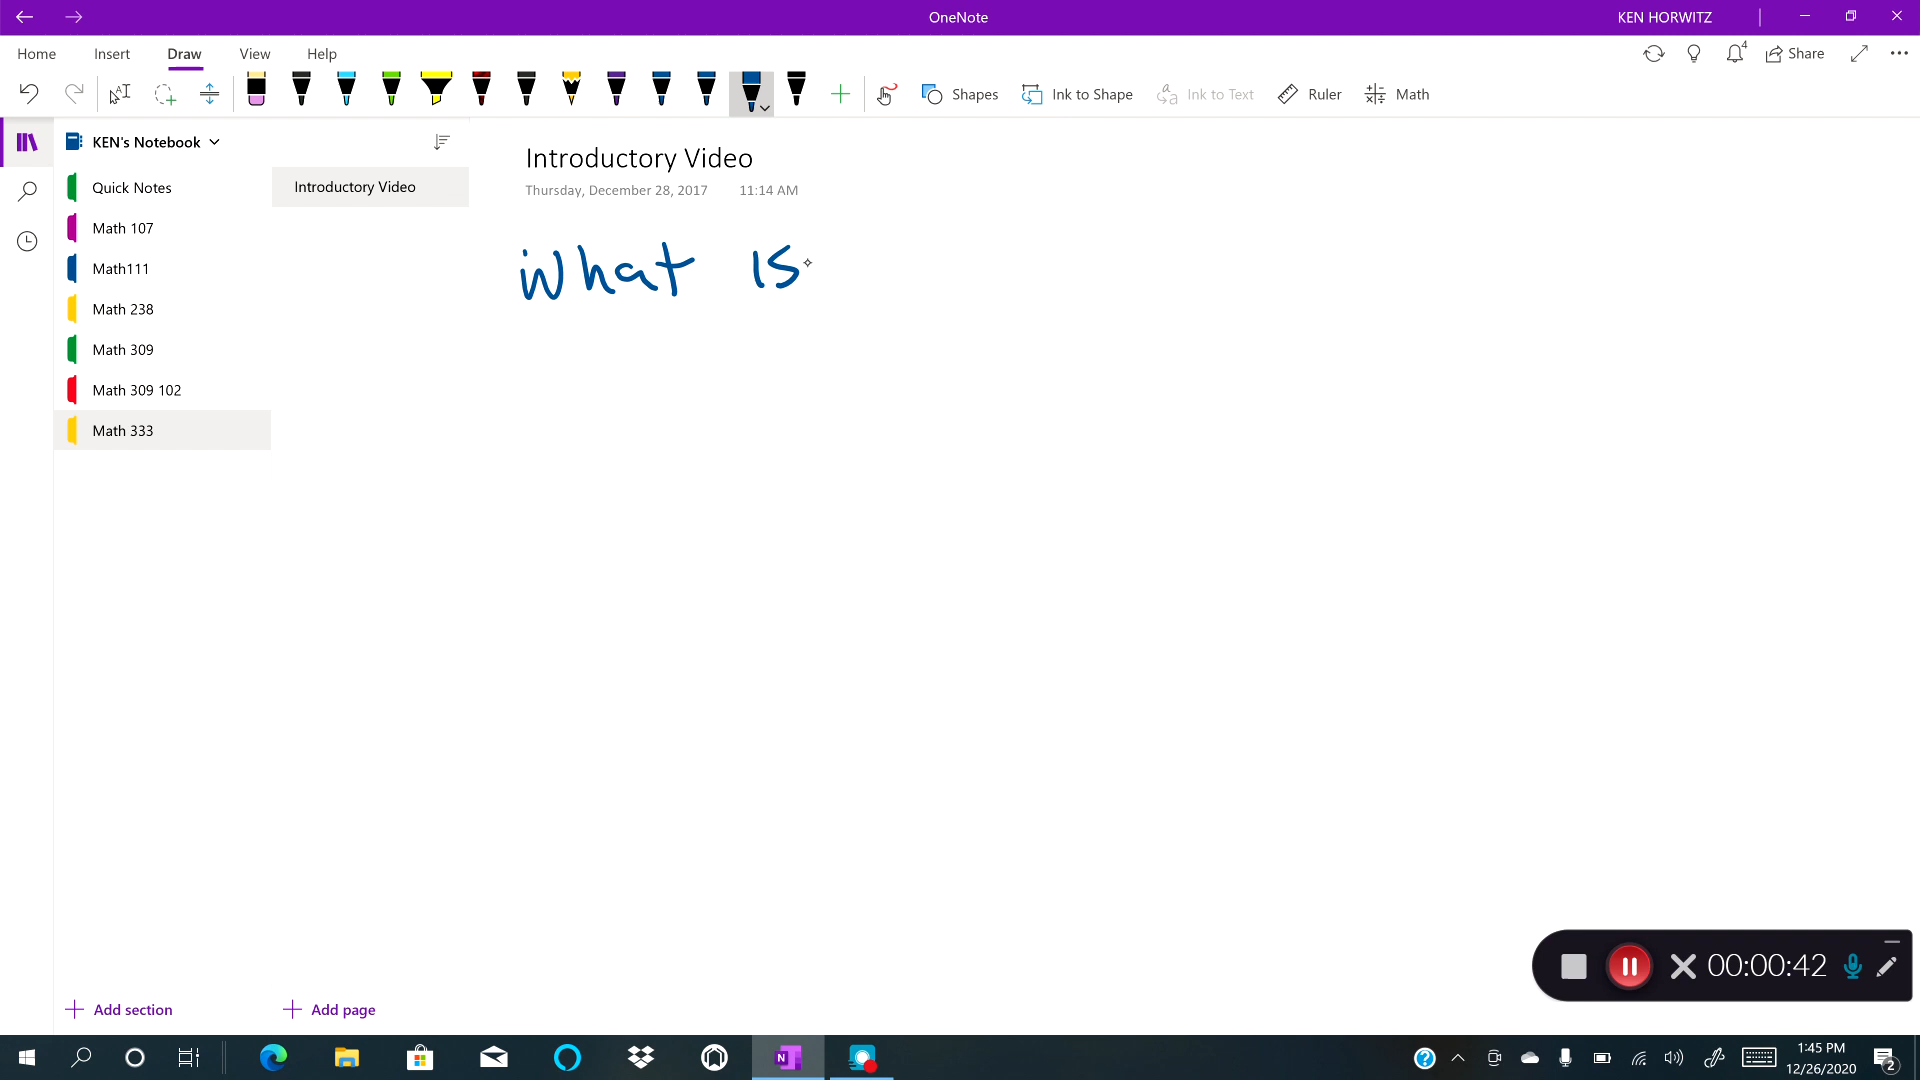 OneNote
KEN HORWITZ
Home Insert Draw View Help
4
Share
Shapes Ink to Shape Ink to Text Ruler Math
KEN's Notebook
Quick Notes
Math 107
Math111
Math 238
Math 309
Math 309 102
Math 333
Introductory Video
Introductory Video
Thursday, December 28, 2017 11:14 AM
What is
00:00:42
Add section Add page
1:45 PM
12/26/2020
2